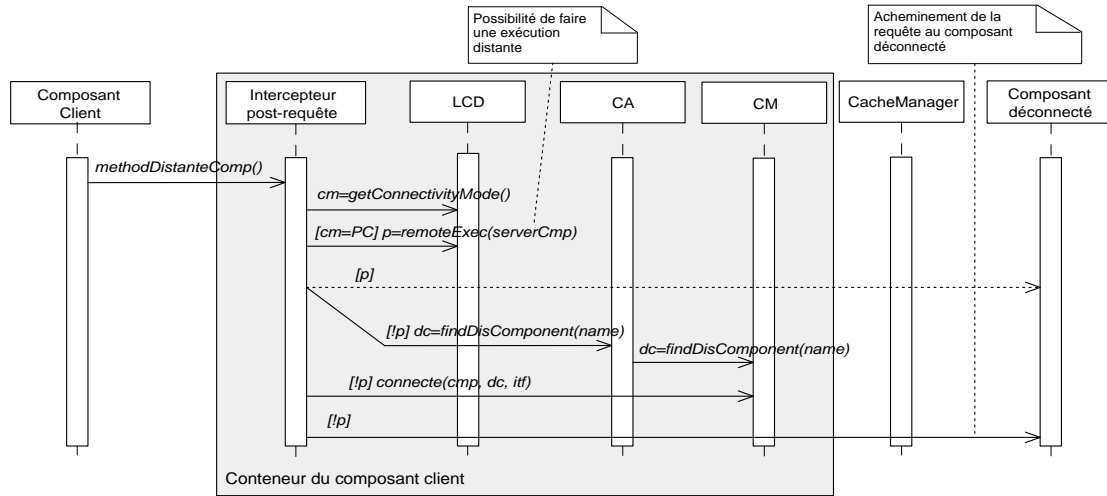 Possibilité de faire
une exécution
distante
Acheminement de la
requête au composant
déconnecté
Composant
Client
Intercepteur
post-requête
LCD
CA
CM
CacheManager
Composant
déconnecté
methodDistanteComp()
cm=getConnectivityMode()
[cm=PC] p=remoteExec(serverCmp)
[p]
[!p] dc=findDisComponent(name)
dc=findDisComponent(name)
[!p] connecte(cmp, dc, itf)
[!p]
Conteneur du composant client